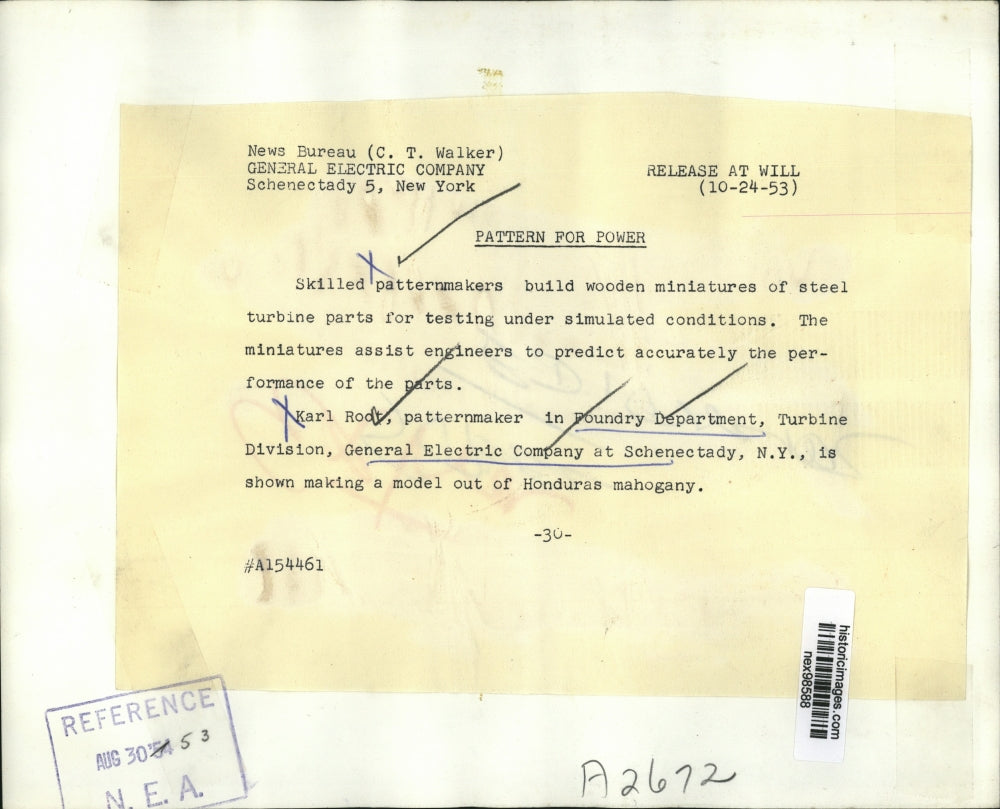 News Bureau (C. T. Walker)
GENERAL ELECTRIC COMPANY
Schenectady 5, New York
RELEASE AT WILL
(10-24-53)
PATTERN FOR POWER
Skilled patternmakers build wooden miniatures of steel
turbine parts for testing under simulated conditions. The
miniatures assist engineers to predict accurately the per-
formance of the parts.
Karl Rodt, patternmaker in Foundry Department, Turbine
Division, General Electric Company at Schenectady, N.Y., is
shown making a model out of Honduras mahogany.
-30-
#A154461
historicimages.com
nex98588
REFERENCE
AUG 30 '54 53
N. E. A.
A2672